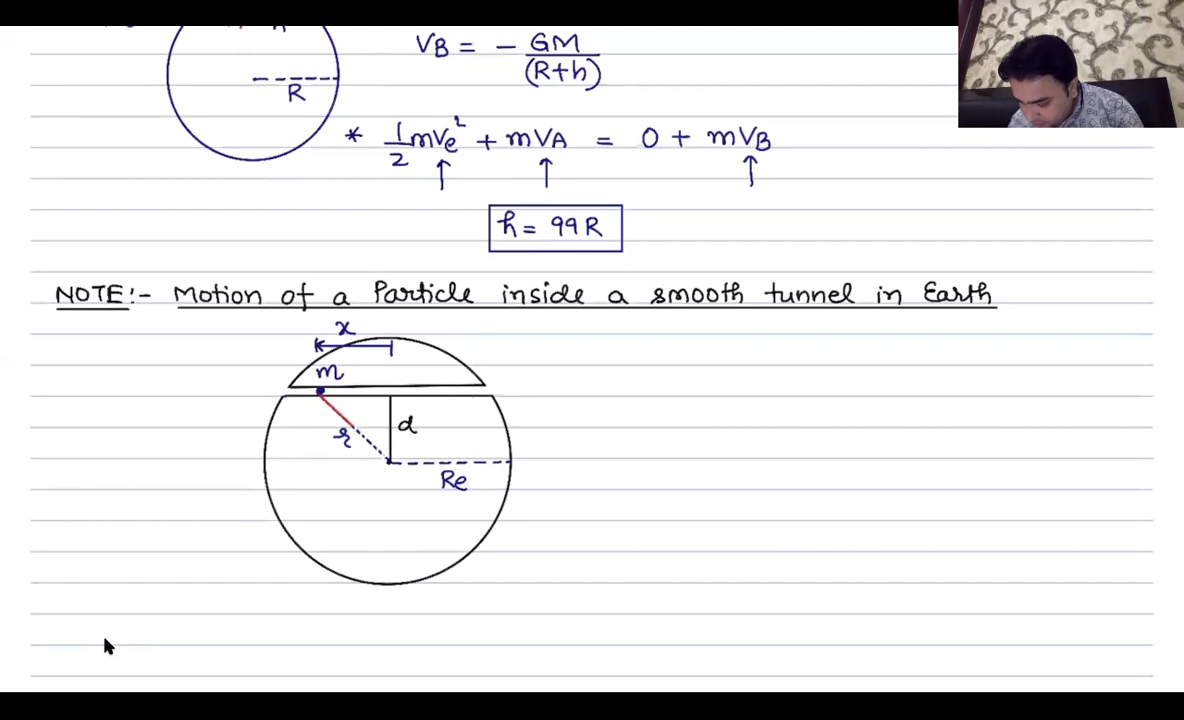 R
VB = - GM/(R+h)
* 1/2 mVe² + mVA = 0 + mVB
h = 99R
NOTE:- Motion of a Particle inside a smooth tunnel in Earth
x
m
d
r
Re